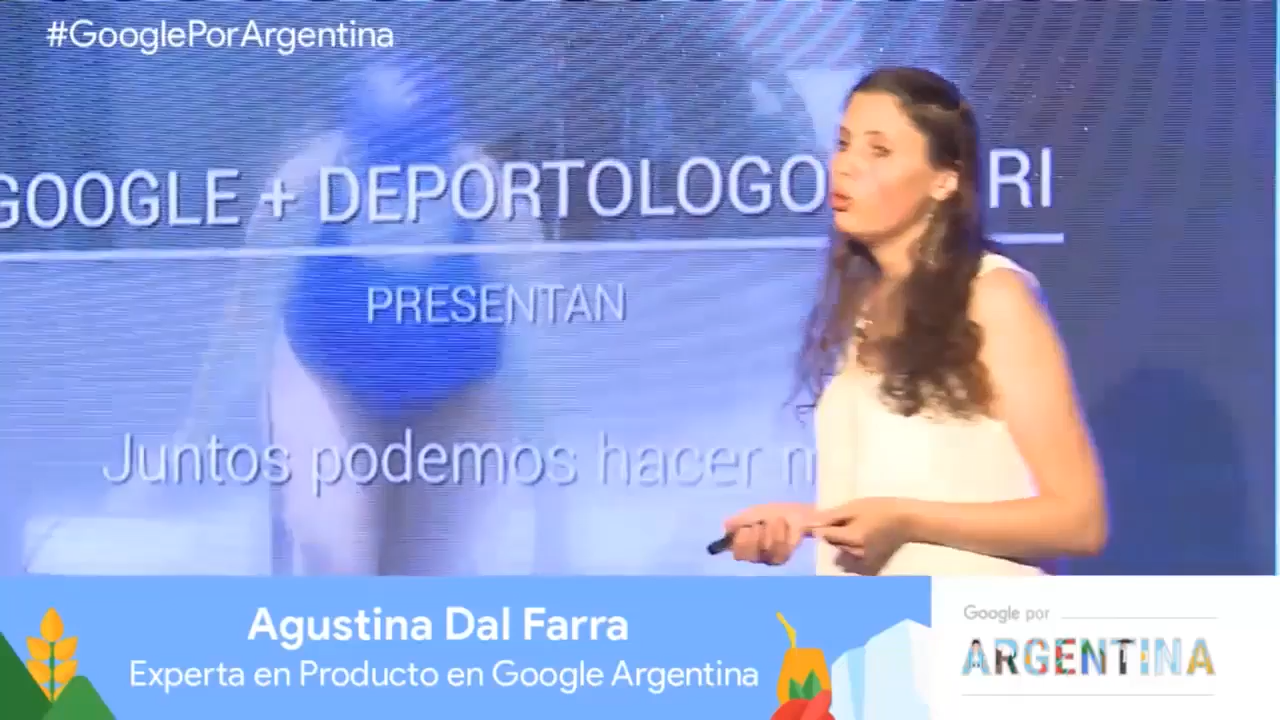 #GooglePorArgentina
GOOGLE + DEPORTOLOGO RI
PRESENTAN
Juntos podemos hacer
Agustina Dal Farra
Experta en Producto en Google Argentina
Google por
ARGENTINA